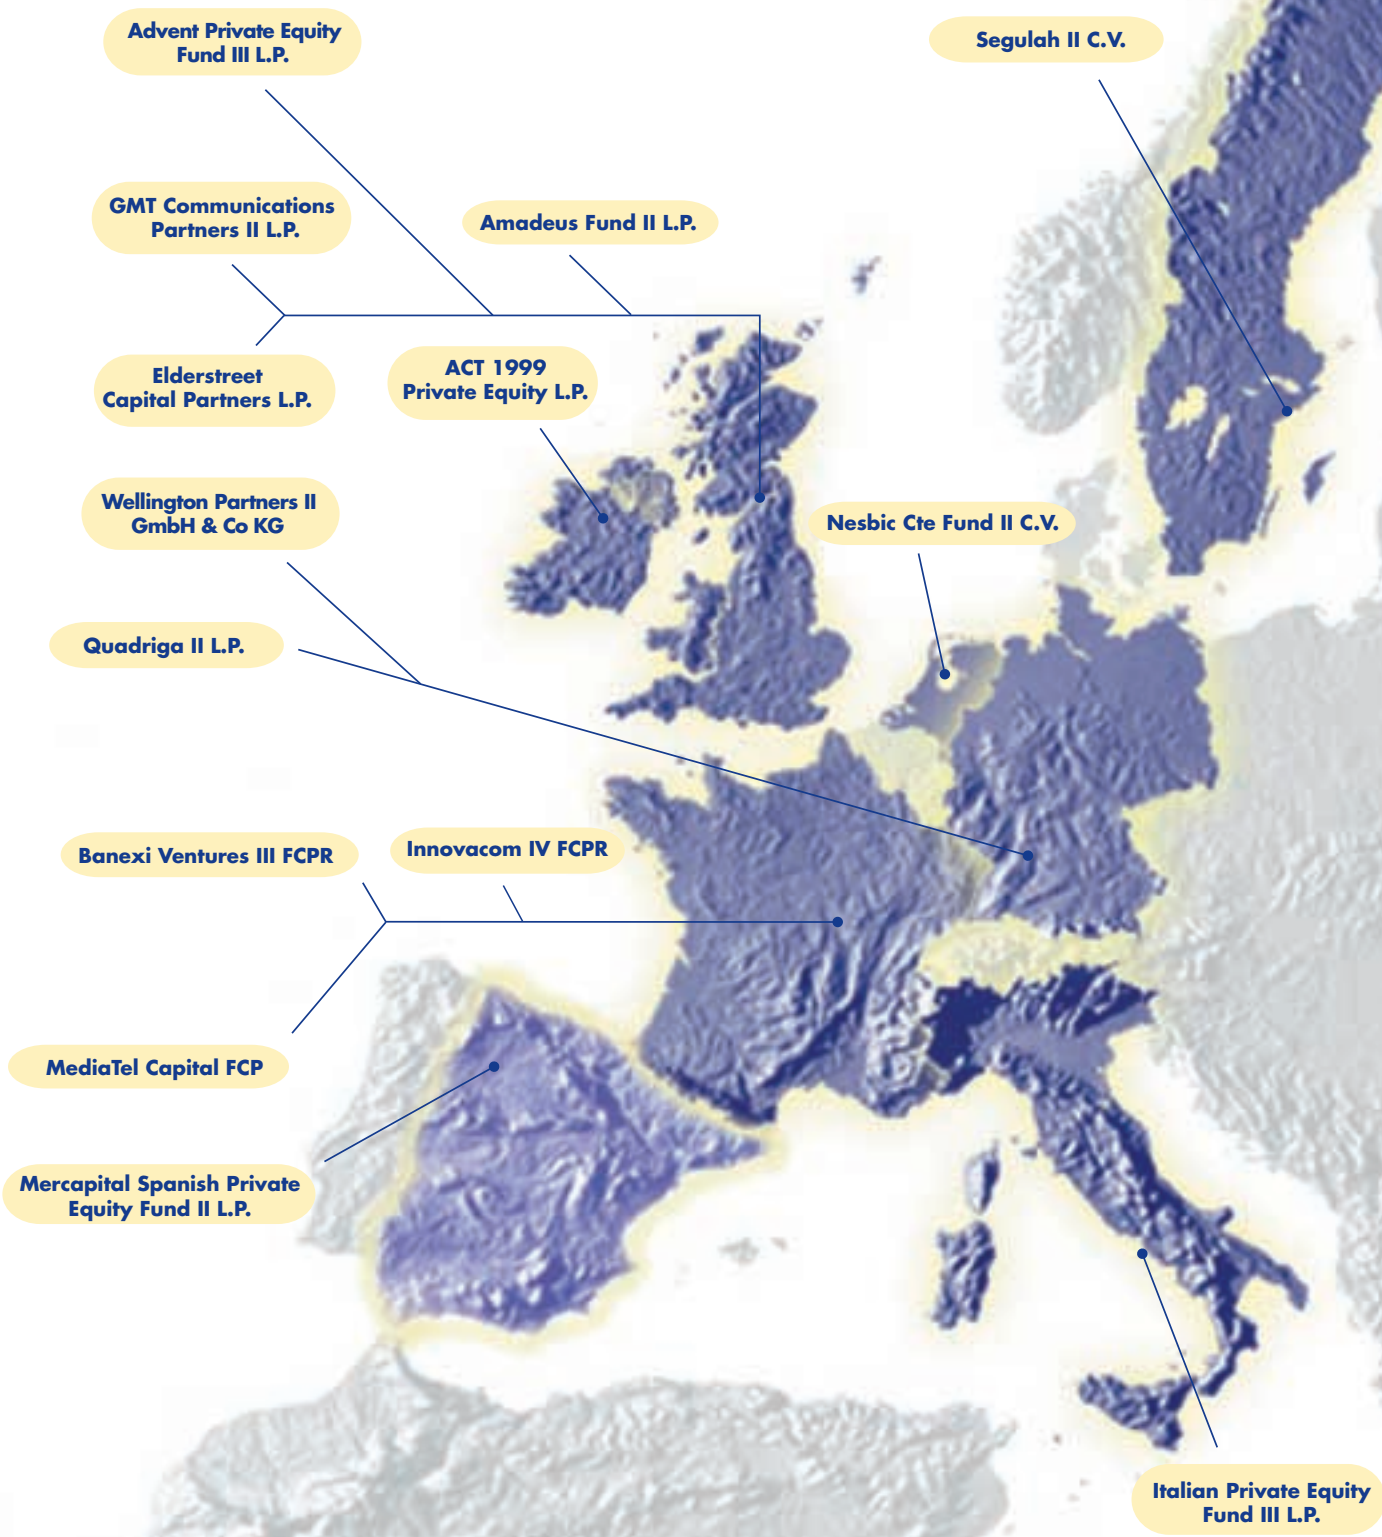 Advent Private Equity
Fund III L.P.
Segulah II C.V.
GMT Communications
Partners II L.P.
Amadeus Fund II L.P.
Elderstreet
Capital Partners L.P.
ACT 1999
Private Equity L.P.
Wellington Partners II
GmbH & Co KG
Nesbic Cte Fund II C.V.
Quadriga II L.P.
Banexi Ventures III FCPR
Innovacom IV FCPR
MediaTel Capital FCP
Mercapital Spanish Private
Equity Fund II L.P.
Italian Private Equity
Fund III L.P.